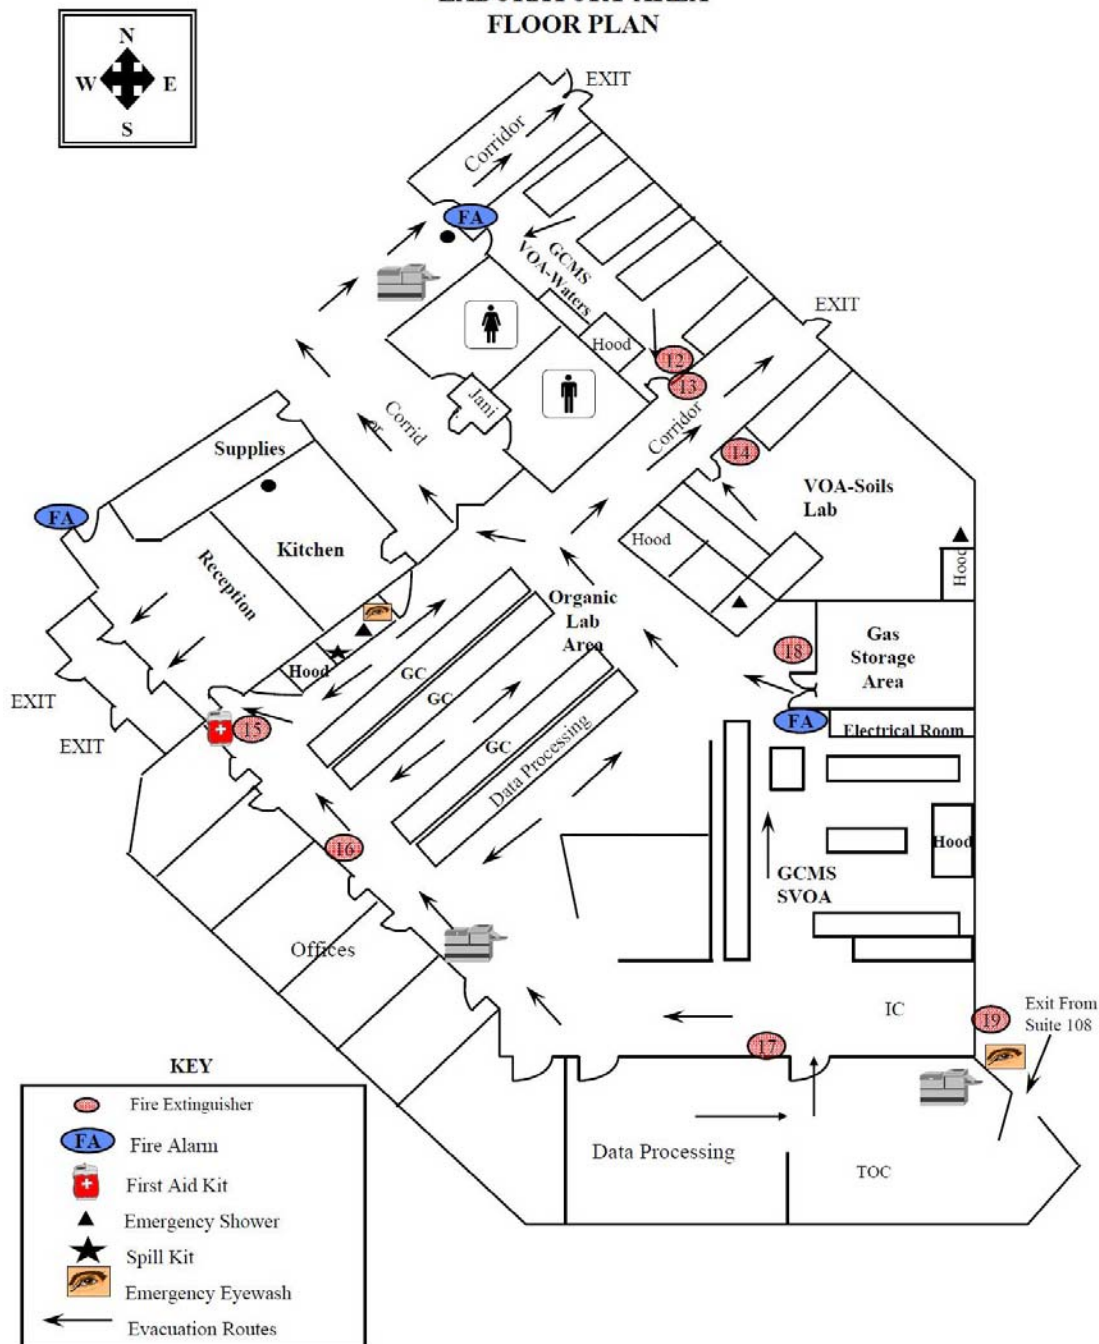 FLOOR PLAN
N
W E
S
EXIT
Corridor
FA
GCMS
VOA-Waters
EXIT
Hood
12
13
Jani
Corrid
or
Corridor
14
Supplies
VOA-Soils
Lab
FA
Kitchen
Hood
Hood
Reception
Organic
Lab
Area
Gas
Storage
Area
18
Hood
GC
GC
GC
EXIT
EXIT
15
FA
Electrical Room
Data Processing
16
Hood
GCMS
SVOA
Offices
IC
19
Exit From
Suite 108
17
Data Processing
TOC
KEY
Fire Extinguisher
FA Fire Alarm
First Aid Kit
Emergency Shower
Spill Kit
Emergency Eyewash
Evacuation Routes